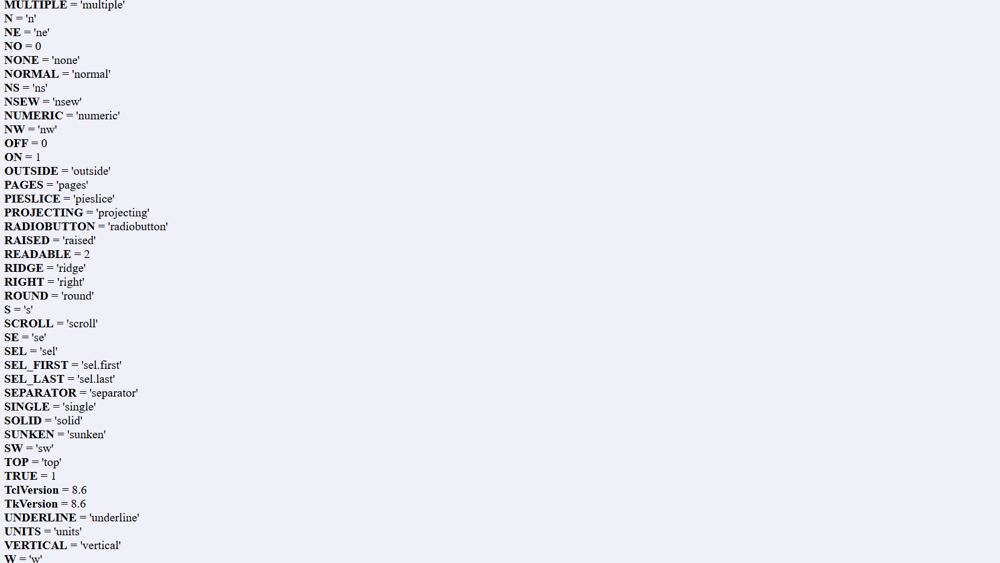 MULTIPLE = 'multiple'
N = 'n'
NE = 'ne'
NO = 0
NONE = 'none'
NORMAL = 'normal'
NS = 'ns'
NSEW = 'nsew'
NUMERIC = 'numeric'
NW = 'nw'
OFF = 0
ON = 1
OUTSIDE = 'outside'
PAGES = 'pages'
PIESLICE = 'pieslice'
PROJECTING = 'projecting'
RADIOBUTTON = 'radiobutton'
RAISED = 'raised'
READABLE = 2
RIDGE = 'ridge'
RIGHT = 'right'
ROUND = 'round'
S = 's'
SCROLL = 'scroll'
SE = 'se'
SEL = 'sel'
SEL_FIRST = 'sel.first'
SEL_LAST = 'sel.last'
SEPARATOR = 'separator'
SINGLE = 'single'
SOLID = 'solid'
SUNKEN = 'sunken'
SW = 'sw'
TOP = 'top'
TRUE = 1
TclVersion = 8.6
TkVersion = 8.6
UNDERLINE = 'underline'
UNITS = 'units'
VERTICAL = 'vertical'
W = 'w'